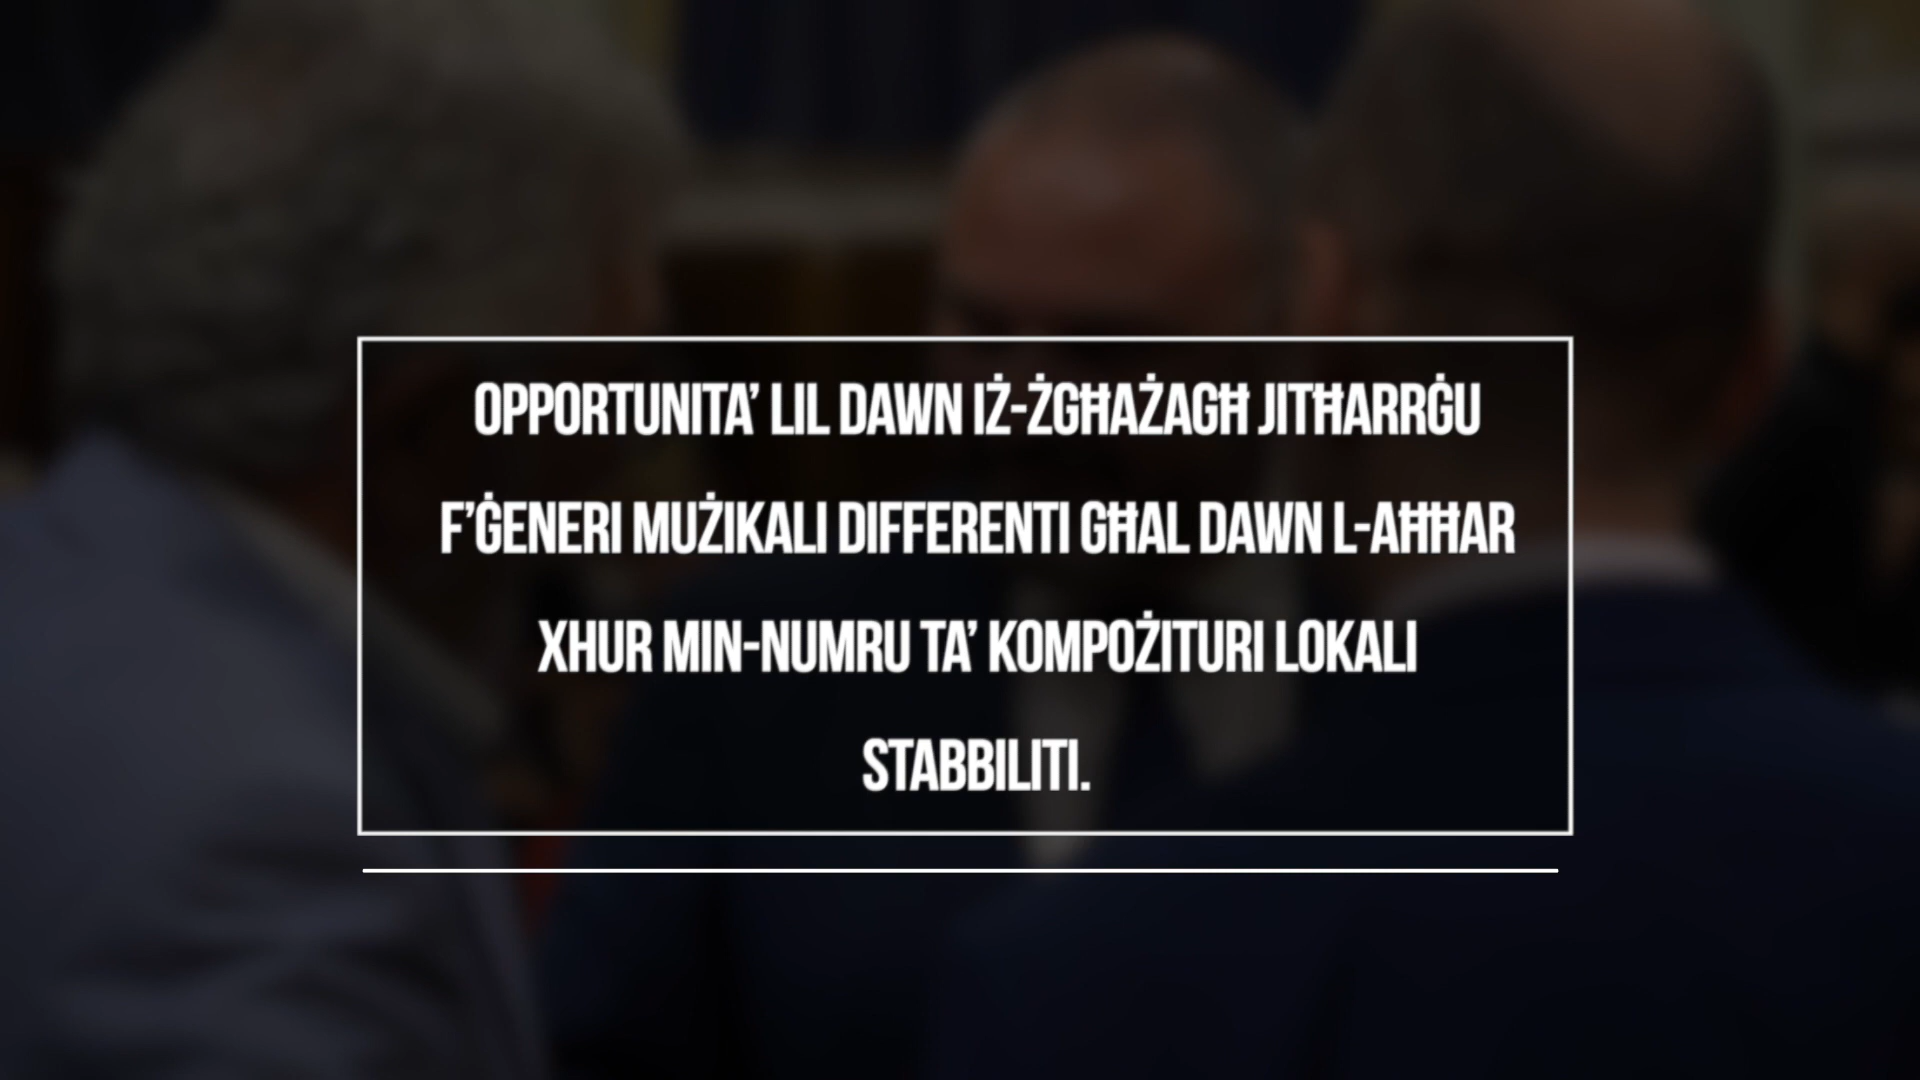 OPPORTUNITA’ LIL DAWN IŻ-ŻGĦAŻAGĦ JITĦARRĠU
F’ĠENERI MUŻIKALI DIFFERENTI GĦAL DAWN L-AĦĦAR
XHUR MIN-NUMRU TA’ KOMPOŻITURI LOKALI
STABBILITI.